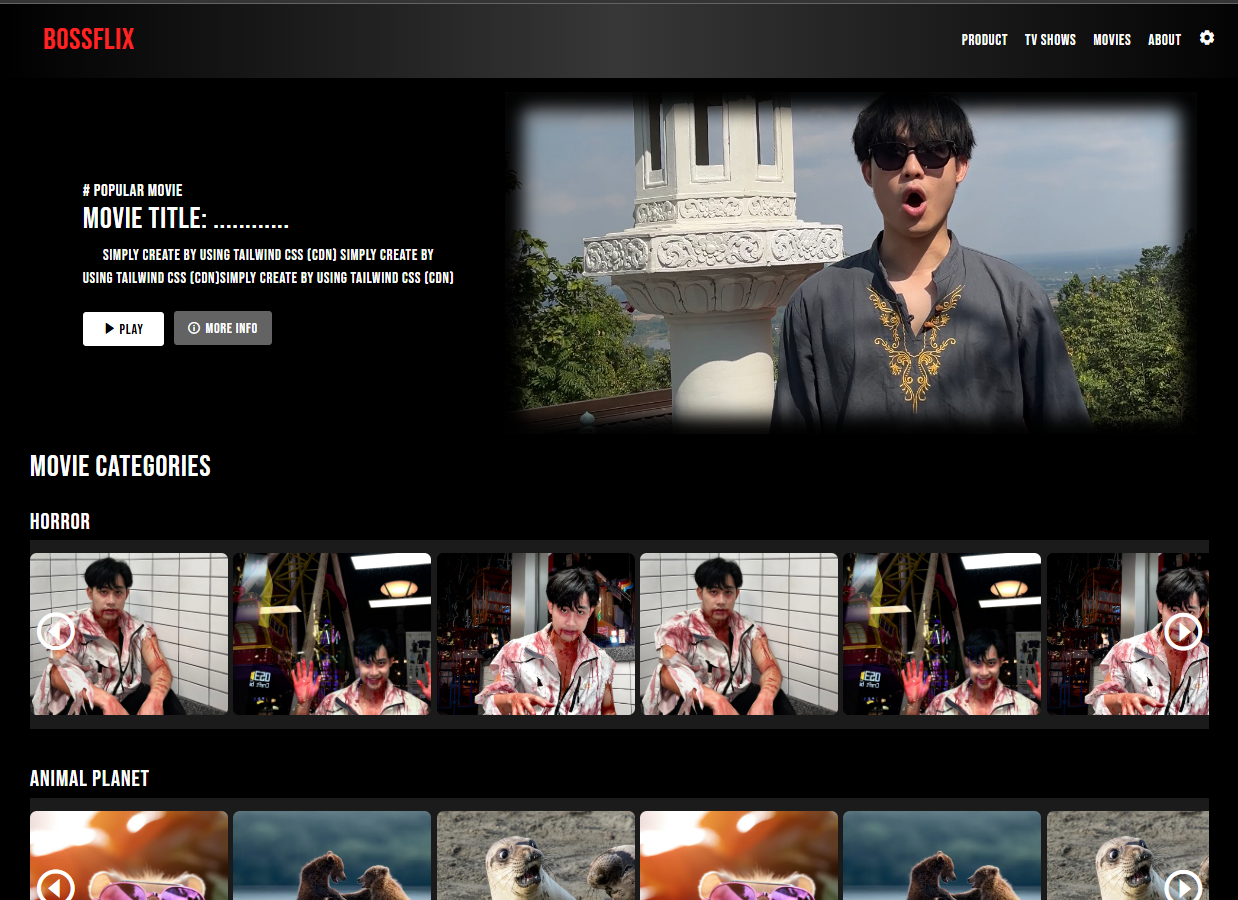 BOSSFLIX
PRODUCT TV SHOWS MOVIES ABOUT
# POPULAR MOVIE
MOVIE TITLE: ............
SIMPLY CREATE BY USING TAILWIND CSS (CDN) SIMPLY CREATE BY
USING TAILWIND CSS (CDN)SIMPLY CREATE BY USING TAILWIND CSS (CDN)
PLAY MORE INFO
MOVIE CATEGORIES
HORROR
ANIMAL PLANET